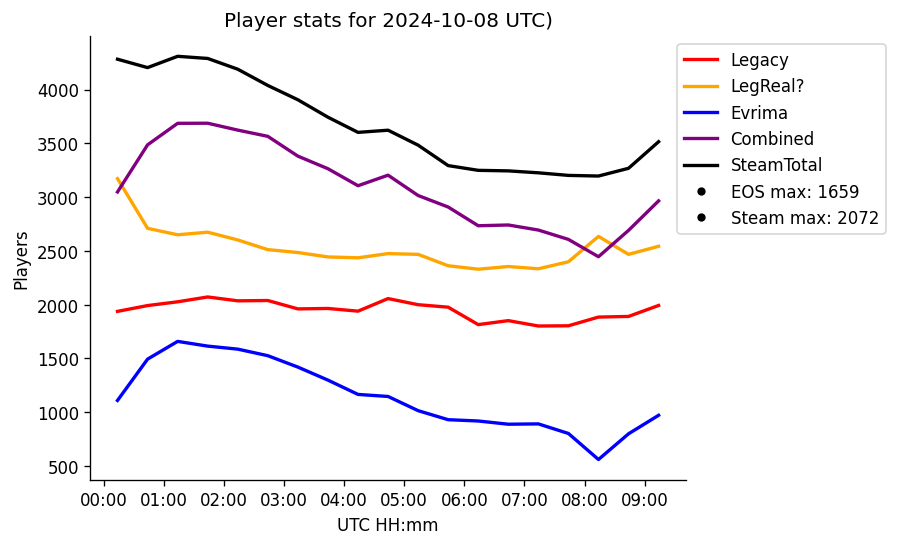 Player stats for 2024-10-08 UTC)
Legacy
LegReal?
Evrima
Combined
SteamTotal
EOS max: 1659
Steam max: 2072
Players
4000
3500
3000
2500
2000
1500
1000
500
00:00 01:00 02:00 03:00 04:00 05:00 06:00 07:00 08:00 09:00
UTC HH:mm